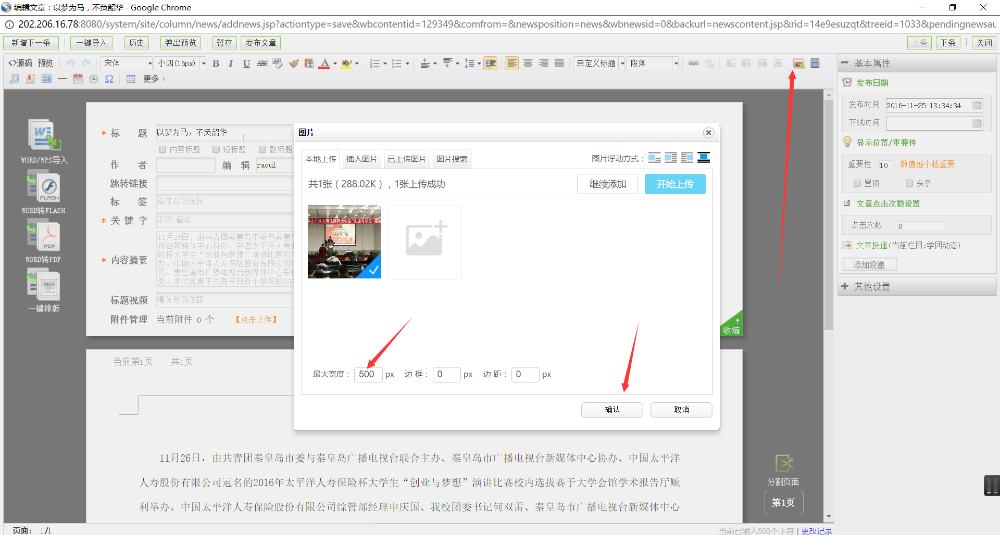 编辑文章：以梦为马，不负韶华 - Google Chrome
202.206.16.78:8080/system/site/column/news/addnews.jsp?actiontype=save&wbcontentid=129349&comfrom=&newsposition=news&wbnewsid=0&backurl=newscontent.jsp&rid=14e9esuzqt&treeid=1033&pendingnewsau
新增下一条 一键导入 历史 弹出预览 暂存 发布文章 上条 下条 关闭
源码 预览 宋体 小四(16px) B I U ABC 自定义标题 段落
更多
基本属性
发布日期
发布时间 2016-11-25 13:34:34
下线时间
显示位置/重要性
重要性 10 数值越小越重要
置顶 头条
文章点击次数设置
点击次数 0
文章投递(当前栏目:学团动态)
添加投递
其他设置
WORD/WPS导入
FLASH
WORD转FLASH
PDF
WORD转PDF
一键排版
* 标 题 以梦为马，不负韶华
内容标题 短标题 副标题
作 者 编 辑 raoul
跳转链接
标 签 请在右侧选择
* 关 键 字 不负 韶华
* 内容摘要
11月26日，由共青团秦皇岛市委与秦皇岛
视台新媒体中心协办、中国太平洋人寿
险杯大学生“创业与梦想”演讲比赛校内
办。中国太平洋人寿保险股份有限公司
雷、秦皇岛市广播电视台新媒体中心采
委。本次比赛中共有来自各个学院的28
标题视频 请在右侧选择
附件管理 当前附件 0 个 【点击上传】
收缩
图片
本地上传 插入图片 已上传图片 图片搜索 图片浮动方式：
共1张（288.02K），1张上传成功 继续添加 开始上传
太平洋人寿保险杯大学生“创业与梦想”演讲
最大宽度： 500 px 边 框： 0 px 边 距： 0 px
确认 取消
当前第1页 共1页
11月26日，由共青团秦皇岛市委与秦皇岛广播电视台联合主办、秦皇岛市广播电视台新媒体中心协办、中国太平洋
人寿股份有限公司冠名的2016年太平洋人寿保险杯大学生“创业与梦想”演讲比赛校内选拔赛于大学会馆学术报告厅顺
利举办。中国太平洋人寿保险股份有限公司综管部经理申庆国、我校团委书记何双雷、秦皇岛市广播电视台新媒体中心
分割页面
第1页
页面： 1/1
当前已输入500个字符 | 更改记录